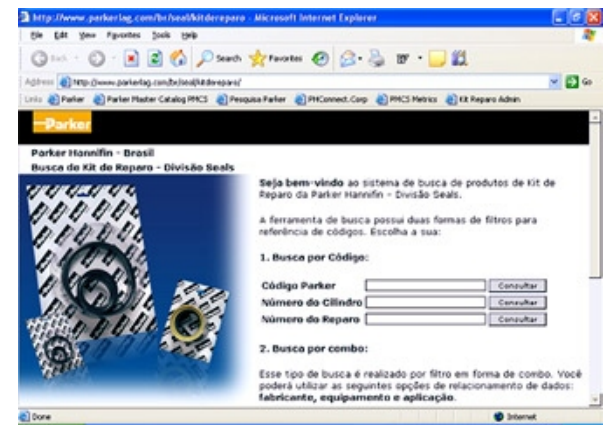 http://www.parkerlag.com/br/seal/kitdereparo - Microsoft Internet Explorer
File Edit View Favorites Tools Help
Back Search Favorites
Address http://www.parkerlag.com/br/seal/kitdereparo/ Go
Links Parker Parker Master Catalog PMCS Pesquisa Parker PHConnect.Corp PMCS Metrics Kit Reparo Admin
Parker
Parker Hannifin - Brasil
Busca de Kit de Reparo - Divisão Seals
Seja bem-vindo ao sistema de busca de produtos de Kit de
Reparo da Parker Hannifin - Divisão Seals.
A ferramenta de busca possui duas formas de filtros para
referência de códigos. Escolha a sua:
1. Busca por Código:
Código Parker Consultar
Número do Cilindro Consultar
Número do Reparo Consultar
2. Busca por combo:
Esse tipo de busca é realizado por filtro em forma de combo. Você
poderá utilizar as seguintes opções de relacionamento de dados:
fabricante, equipamento e aplicação.
Done Internet